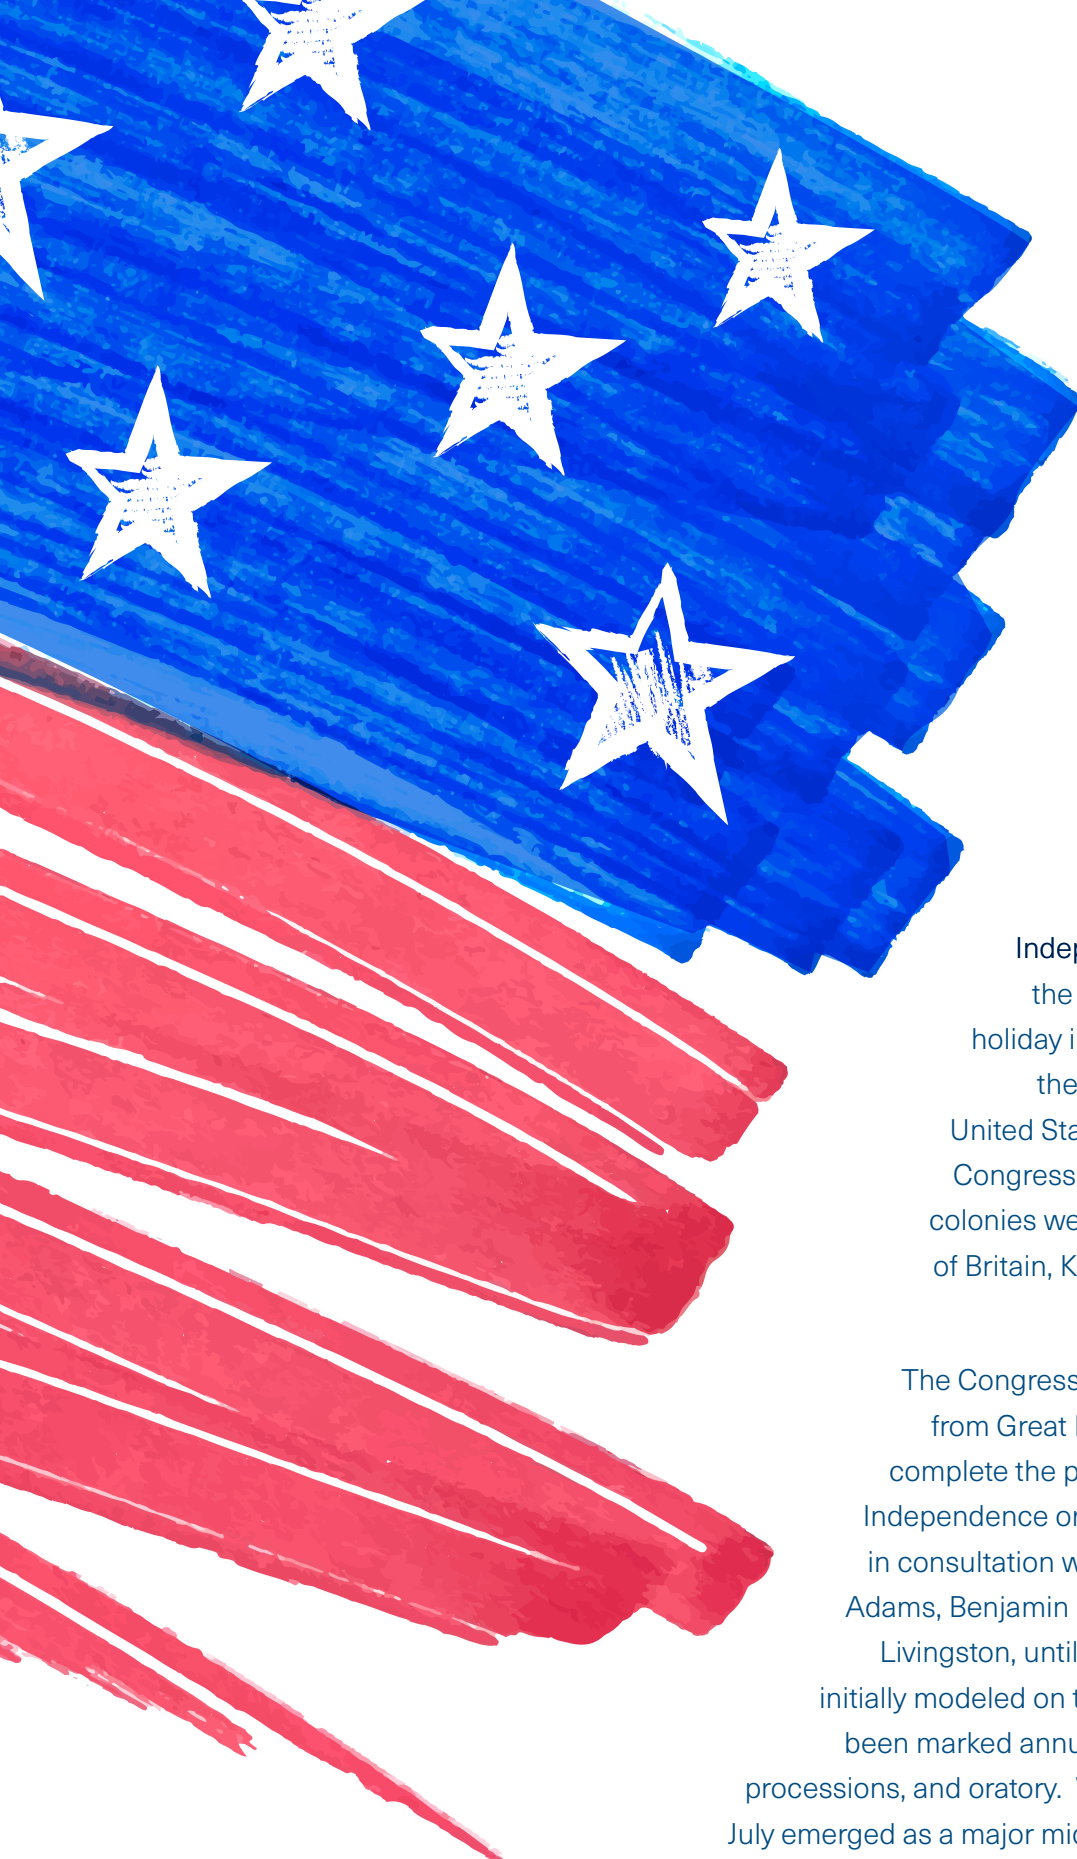 Indep
the
holiday i
the
United Sta
Congress
colonies we
of Britain, K
The Congress
from Great
complete the p
Independence or
in consultation w
Adams, Benjamin
Livingston, until
initially modeled on t
been marked annu
processions, and oratory.
July emerged as a major mid